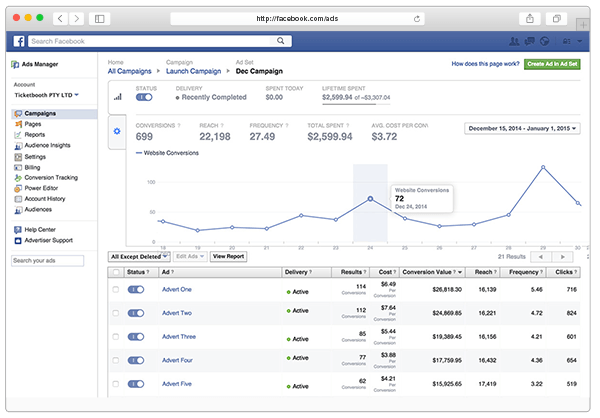 http://facebook.com/ads
Search Facebook
Ads Manager
Account
Ticketbooth PTY LTD
Campaigns
Pages
Reports
Audience Insights
Settings
Billing
Conversion Tracking
Power Editor
Account History
Audiences
Help Center
Advertiser Support
Search your ads
Home Campaign Ad Set
All Campaigns Launch Campaign Dec Campaign
How does this page work? Create Ad in Ad Set
STATUS DELIVERY SPENT TODAY LIFETIME SPENT
Recently Completed $0.00 $2,599.94 of ~$3,307.04
CONVERSIONS ? REACH ? FREQUENCY ? TOTAL SPENT ? AVG. COST PER CONV
699 22,198 27.49 $2,599.94 $3.72
December 15, 2014 - January 1, 2015
Website Conversions
100
50
0
Website Conversions
72
Dec 24, 2014
18 19 20 21 22 23 24 25 26 27 28 29 30
All Except Deleted Edit Ads View Report 21 Results
Status ? Ad ? Delivery ? Results ? Cost ? Conversion Value ? Reach ? Frequency ? Clicks ?
Advert One Active 116 Conversions $6.49 Per Conversion $26,818.30 16,139 5.46 716
Advert Two Active 112 Conversions $7.64 Per Conversion $24,869.85 16,221 4.72 824
Advert Three Active 85 Conversions $5.44 Per Conversion $19,389.45 16,156 4.21 601
Advert Four Active 77 Conversions $3.88 Per Conversion $17,759.95 16,432 4.36 654
Advert Five Active 62 Conversions $4.21 Per Conversion $15,925.65 17,419 3.22 519